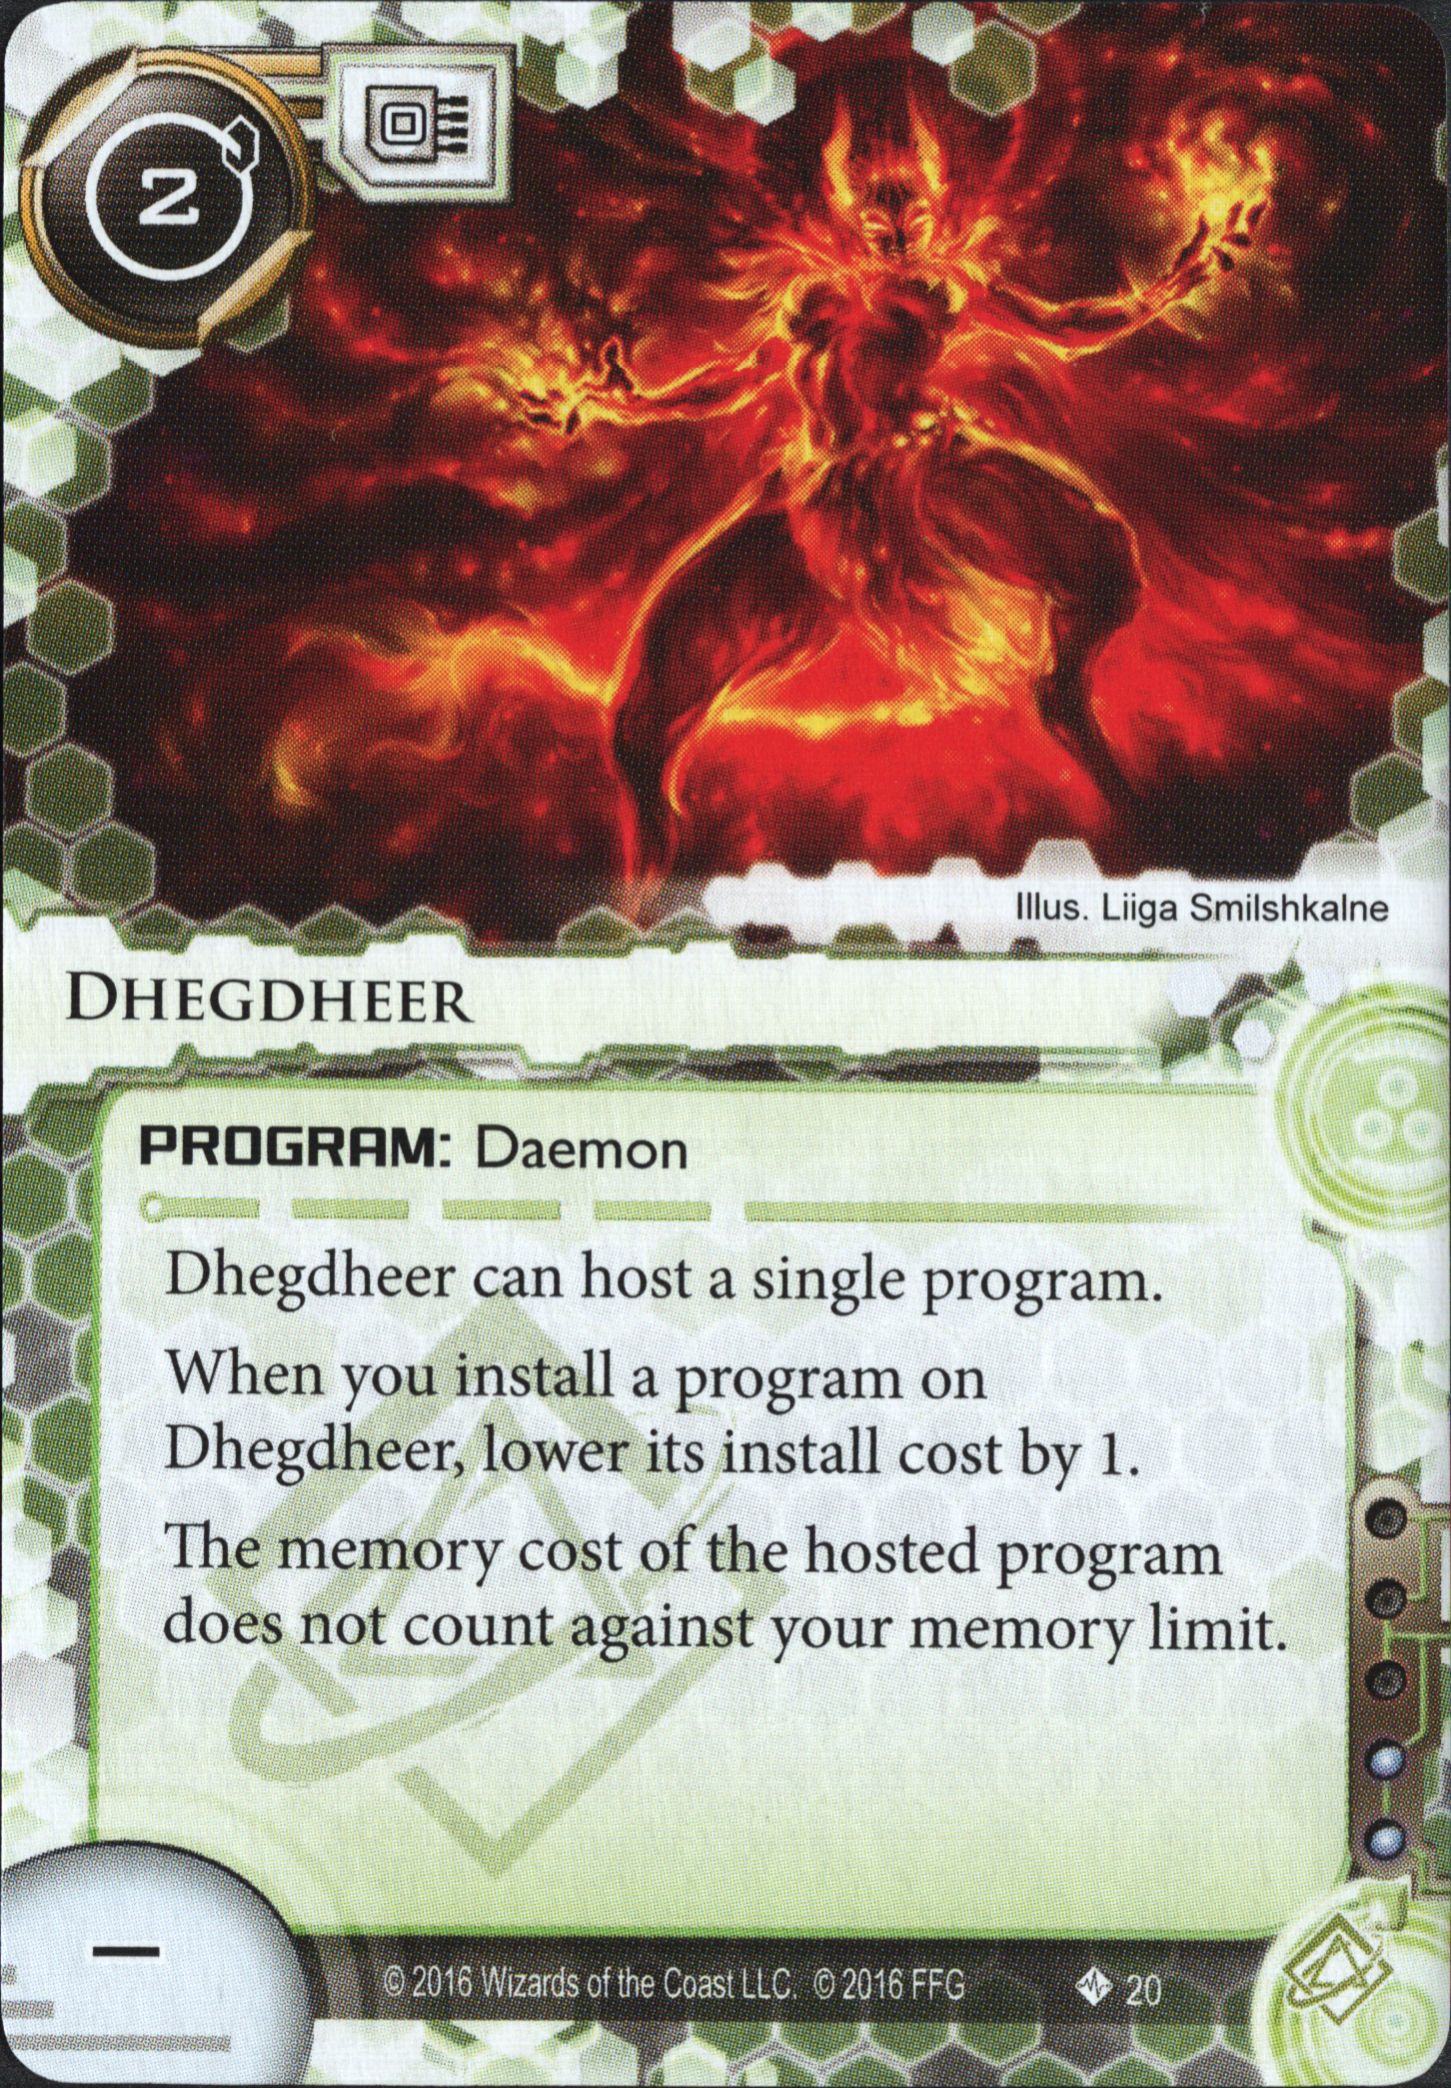 2
Illus. Liiga Smilshkalne
DHEGDHEER
PROGRAM: Daemon
Dhegdheer can host a single program.
When you install a program on
Dhegdheer, lower its install cost by 1.
The memory cost of the hosted program
does not count against your memory limit.
–
© 2016 Wizards of the Coast LLC. © 2016 FFG 20